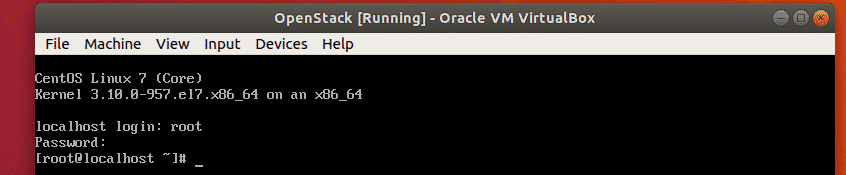 OpenStack [Running] - Oracle VM VirtualBox
File Machine View Input Devices Help
CentOS Linux 7 (Core)
Kernel 3.10.0-957.el7.x86_64 on an x86_64
localhost login: root
Password:
[root@localhost ~]# _